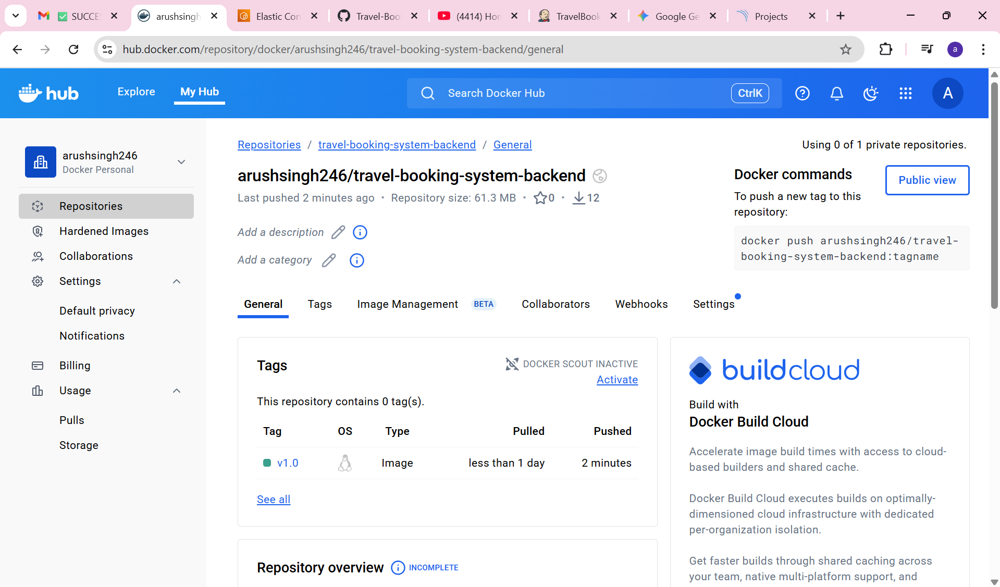 SUCCE
arushsingh
Elastic Con
Travel-Boo
(4414) Hor
TravelBook
Google Ge
Projects
hub.docker.com/repository/docker/arushsingh246/travel-booking-system-backend/general
a
hub
Explore
My Hub
Search Docker Hub
CtrlK
A
arushsingh246
Docker Personal
Repositories
Hardened Images
Collaborations
Settings
Default privacy
Notifications
Billing
Usage
Pulls
Storage
Repositories / travel-booking-system-backend / General
Using 0 of 1 private repositories.
arushsingh246/travel-booking-system-backend
Last pushed 2 minutes ago • Repository size: 61.3 MB • 0 • 12
Add a description
Add a category
Docker commands
Public view
To push a new tag to this
repository:
docker push arushsingh246/travel-
booking-system-backend:tagname
General
Tags
Image Management BETA
Collaborators
Webhooks
Settings
Tags
DOCKER SCOUT INACTIVE
Activate
This repository contains 0 tag(s).
Tag OS Type Pulled Pushed
v1.0 Image less than 1 day 2 minutes
See all
Repository overview INCOMPLETE
buildcloud
Build with
Docker Build Cloud
Accelerate image build times with access to cloud-
based builders and shared cache.
Docker Build Cloud executes builds on optimally-
dimensioned cloud infrastructure with dedicated
per-organization isolation.
Get faster builds through shared caching across
your team, native multi-platform support, and